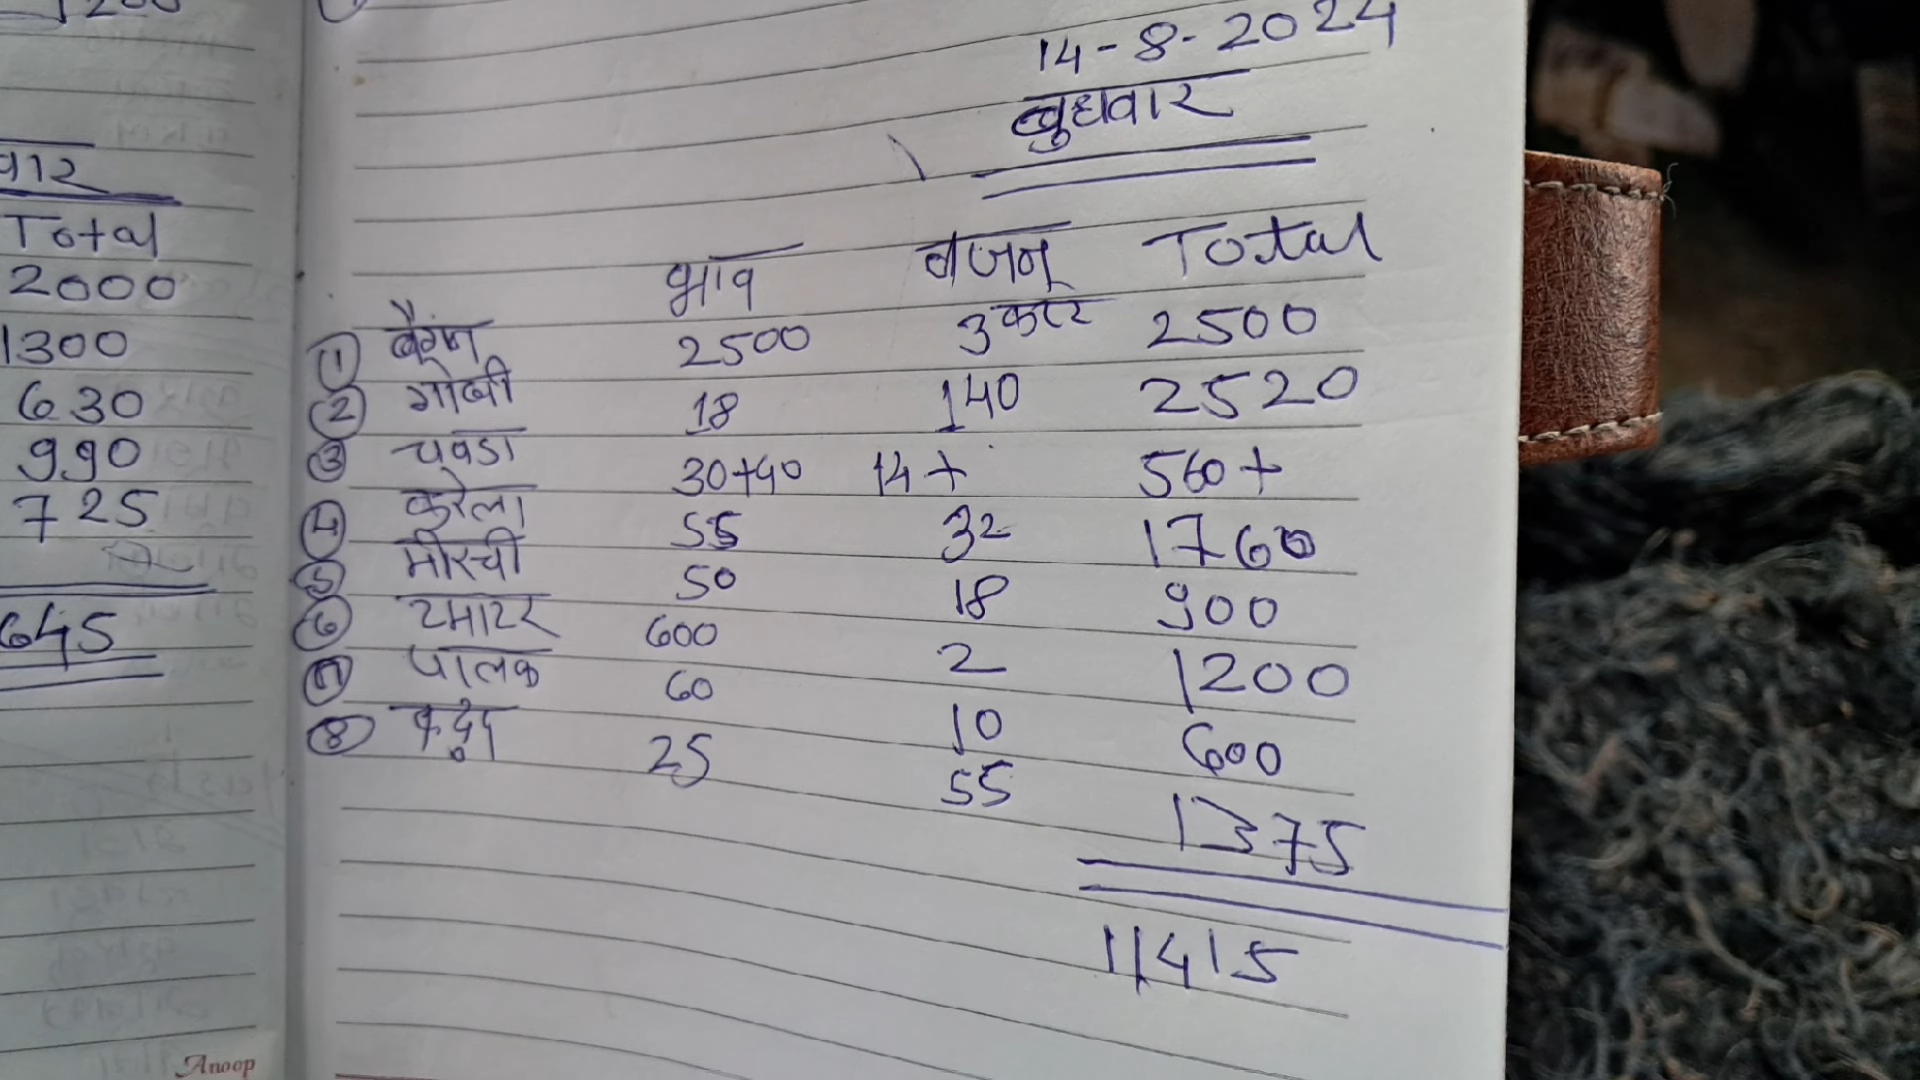 वार
Total
2000
1300
630
990
725
645
Anoop
14-8-2024
बुधवार
भाव वजन Total
① बैगंन 2500 3 कटर 2500
② गोब्बी 18 140 2520
③ चवडा 30+40 14+ 560+
④ करेला 55 32 1760
⑤ मीरची 50 18 900
⑥ टमाटर 600 2 1200
⑦ पालक 60 10 600
⑧ कदुद 25 55 1375
11415